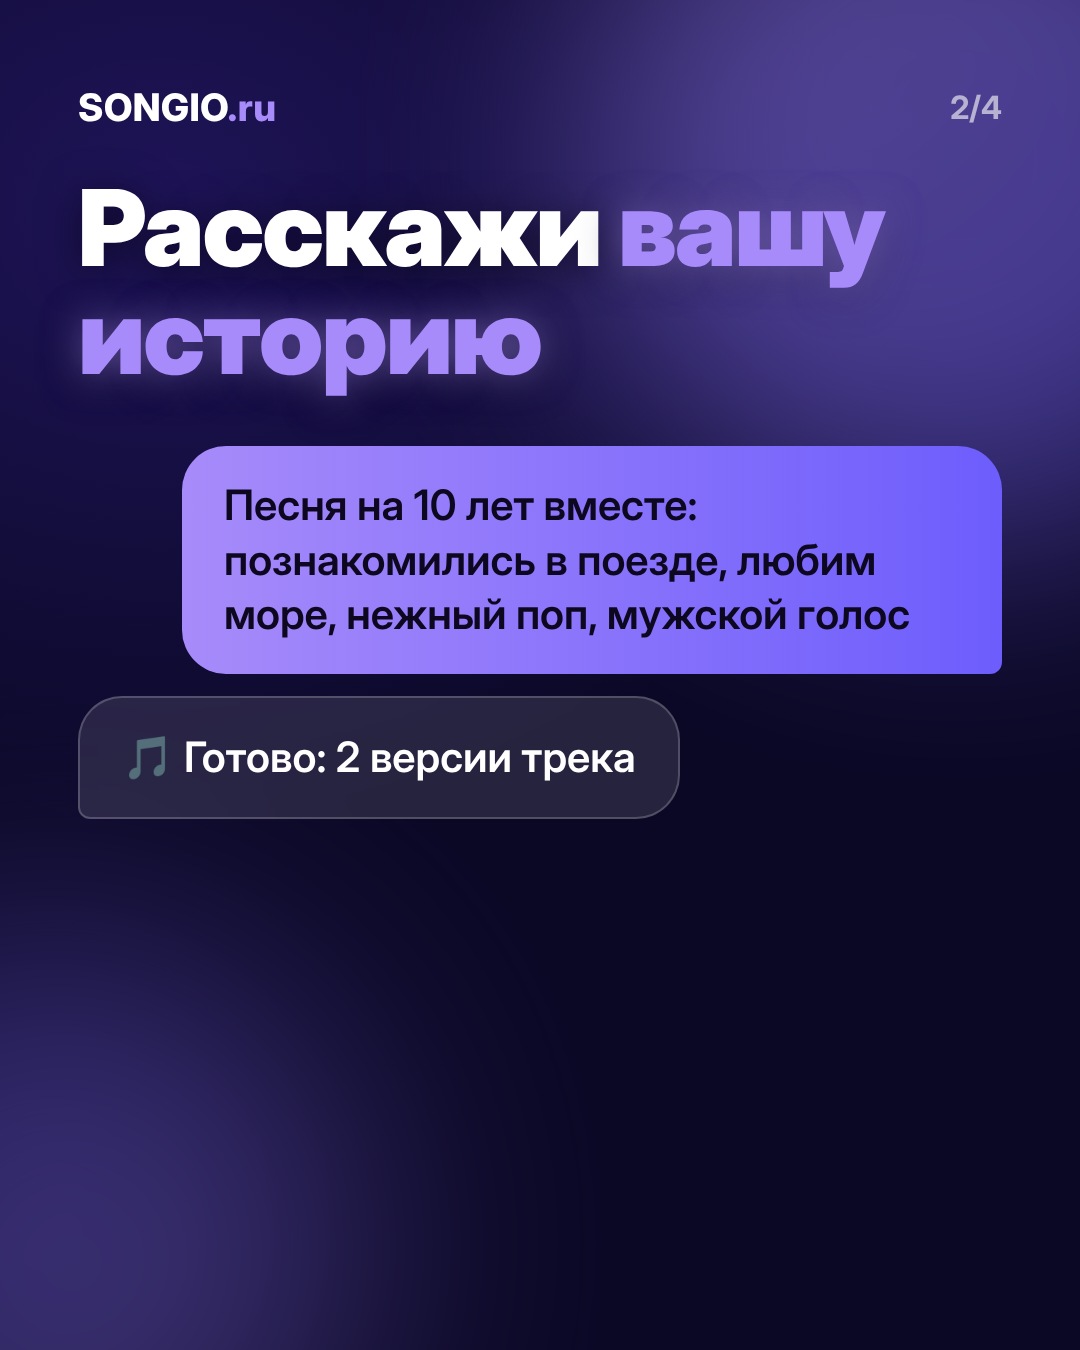 SONGIO.ru
2/4
Расскажи вашу
историю
Песня на 10 лет вместе:
познакомились в поезде, любим
море, нежный поп, мужской голос
🎵 Готово: 2 версии трека